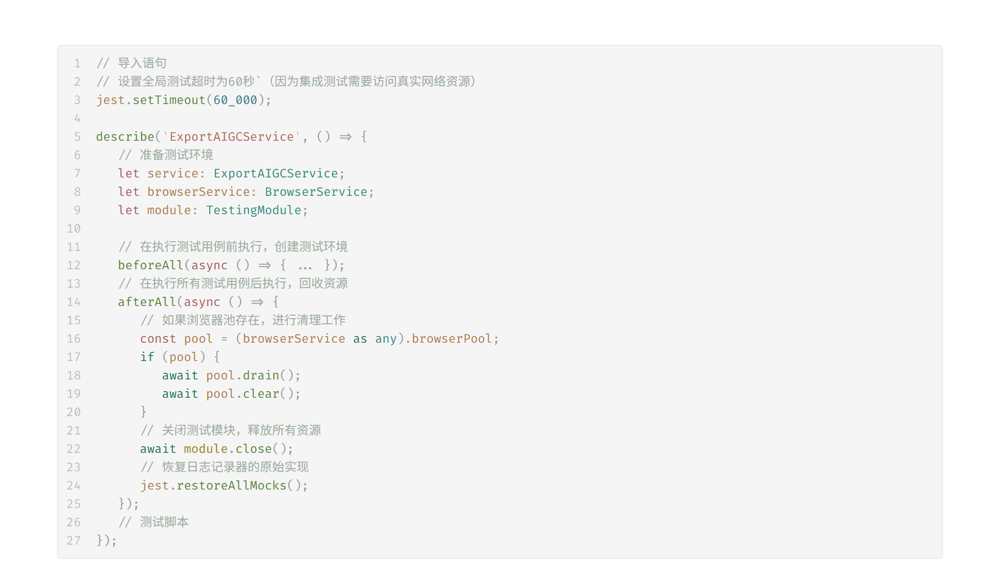 1 // 导入语句
2 // 设置全局测试超时为60秒`（因为集成测试需要访问真实网络资源）
3 jest.setTimeout(60_000);
4
5 describe('ExportAIGCService', () => {
6    // 准备测试环境
7    let service: ExportAIGCService;
8    let browserService: BrowserService;
9    let module: TestingModule;
10
11    // 在执行测试用例前执行，创建测试环境
12    beforeAll(async () => { ... });
13    // 在执行所有测试用例后执行，回收资源
14    afterAll(async () => {
15       // 如果浏览器池存在，进行清理工作
16       const pool = (browserService as any).browserPool;
17       if (pool) {
18          await pool.drain();
19          await pool.clear();
20       }
21       // 关闭测试模块，释放所有资源
22       await module.close();
23       // 恢复日志记录器的原始实现
24       jest.restoreAllMocks();
25    });
26    // 测试脚本
27 });